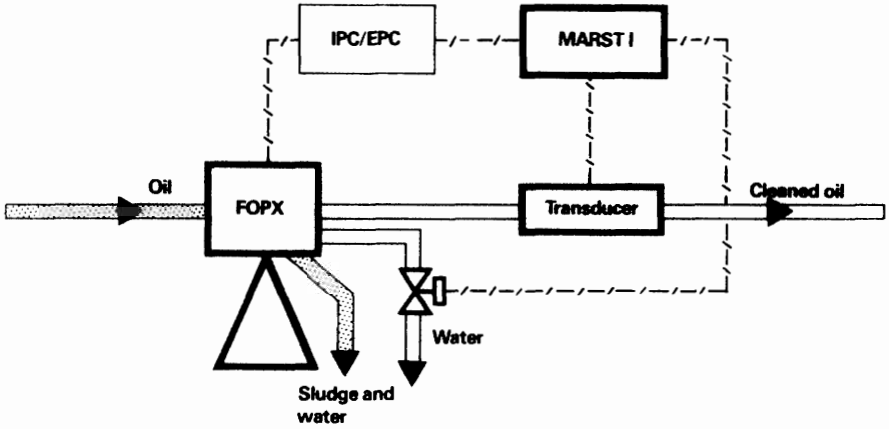 IPC/EPC
MARST I
Oil
FOPX
Transducer
Cleaned oil
Water
Sludge and
water